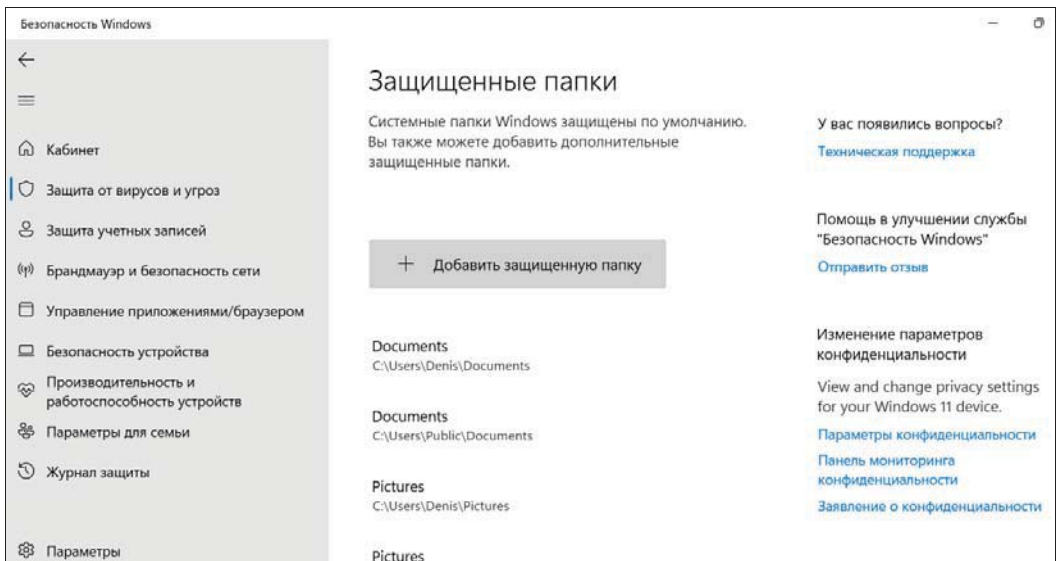 Безопасность Windows
Кабинет
Защита от вирусов и угроз
Защита учетных записей
Брандмауэр и безопасность сети
Управление приложениями/браузером
Безопасность устройства
Производительность и
работоспособность устройств
Параметры для семьи
Журнал защиты
Параметры
Защищенные папки
Системные папки Windows защищены по умолчанию.
Вы также можете добавить дополнительные
защищенные папки.
Добавить защищенную папку
Documents
C:\Users\Denis\Documents
Documents
C:\Users\Public\Documents
Pictures
C:\Users\Denis\Pictures
Pictures
У вас появились вопросы?
Техническая поддержка
Помощь в улучшении службы
"Безопасность Windows"
Отправить отзыв
Изменение параметров
конфиденциальности
View and change privacy settings
for your Windows 11 device.
Параметры конфиденциальности
Панель мониторинга
конфиденциальности
Заявление о конфиденциальности